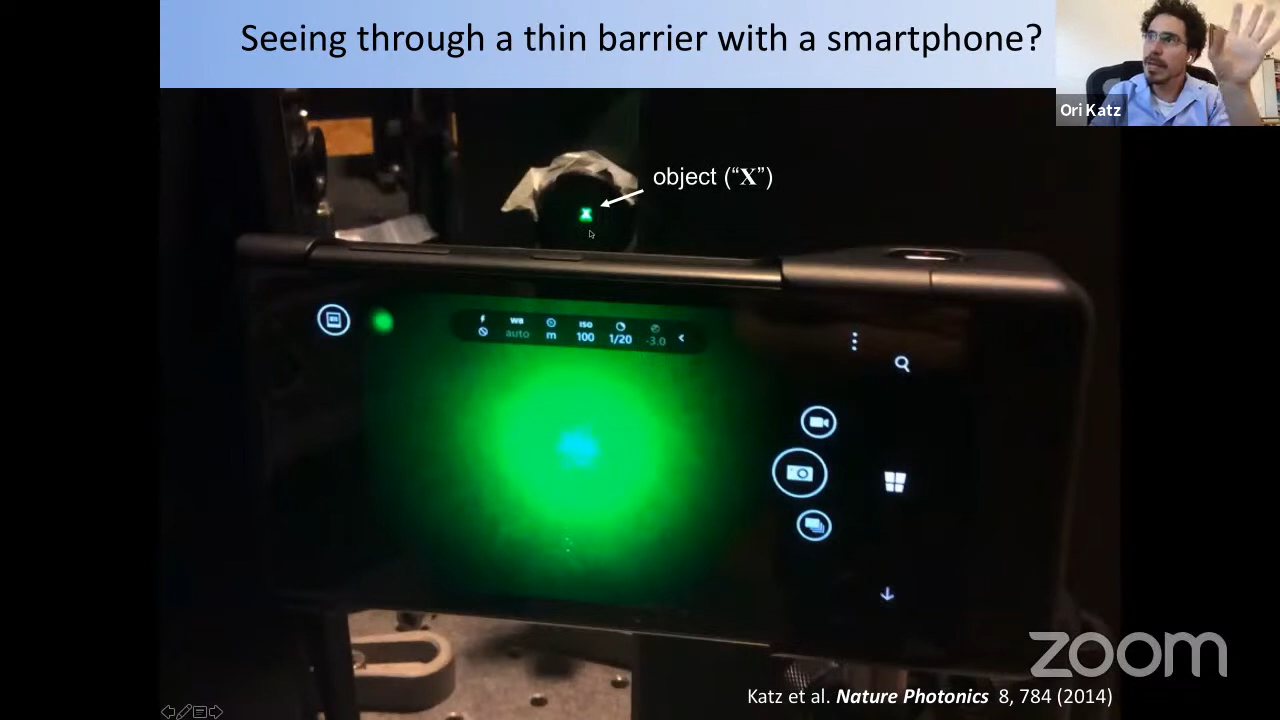 Seeing through a thin barrier with a smartphone?
Ori Katz
object (“X”)
X
WB ISO
auto m 100 1/20 -3.0
zoom
Katz et al. Nature Photonics 8, 784 (2014)